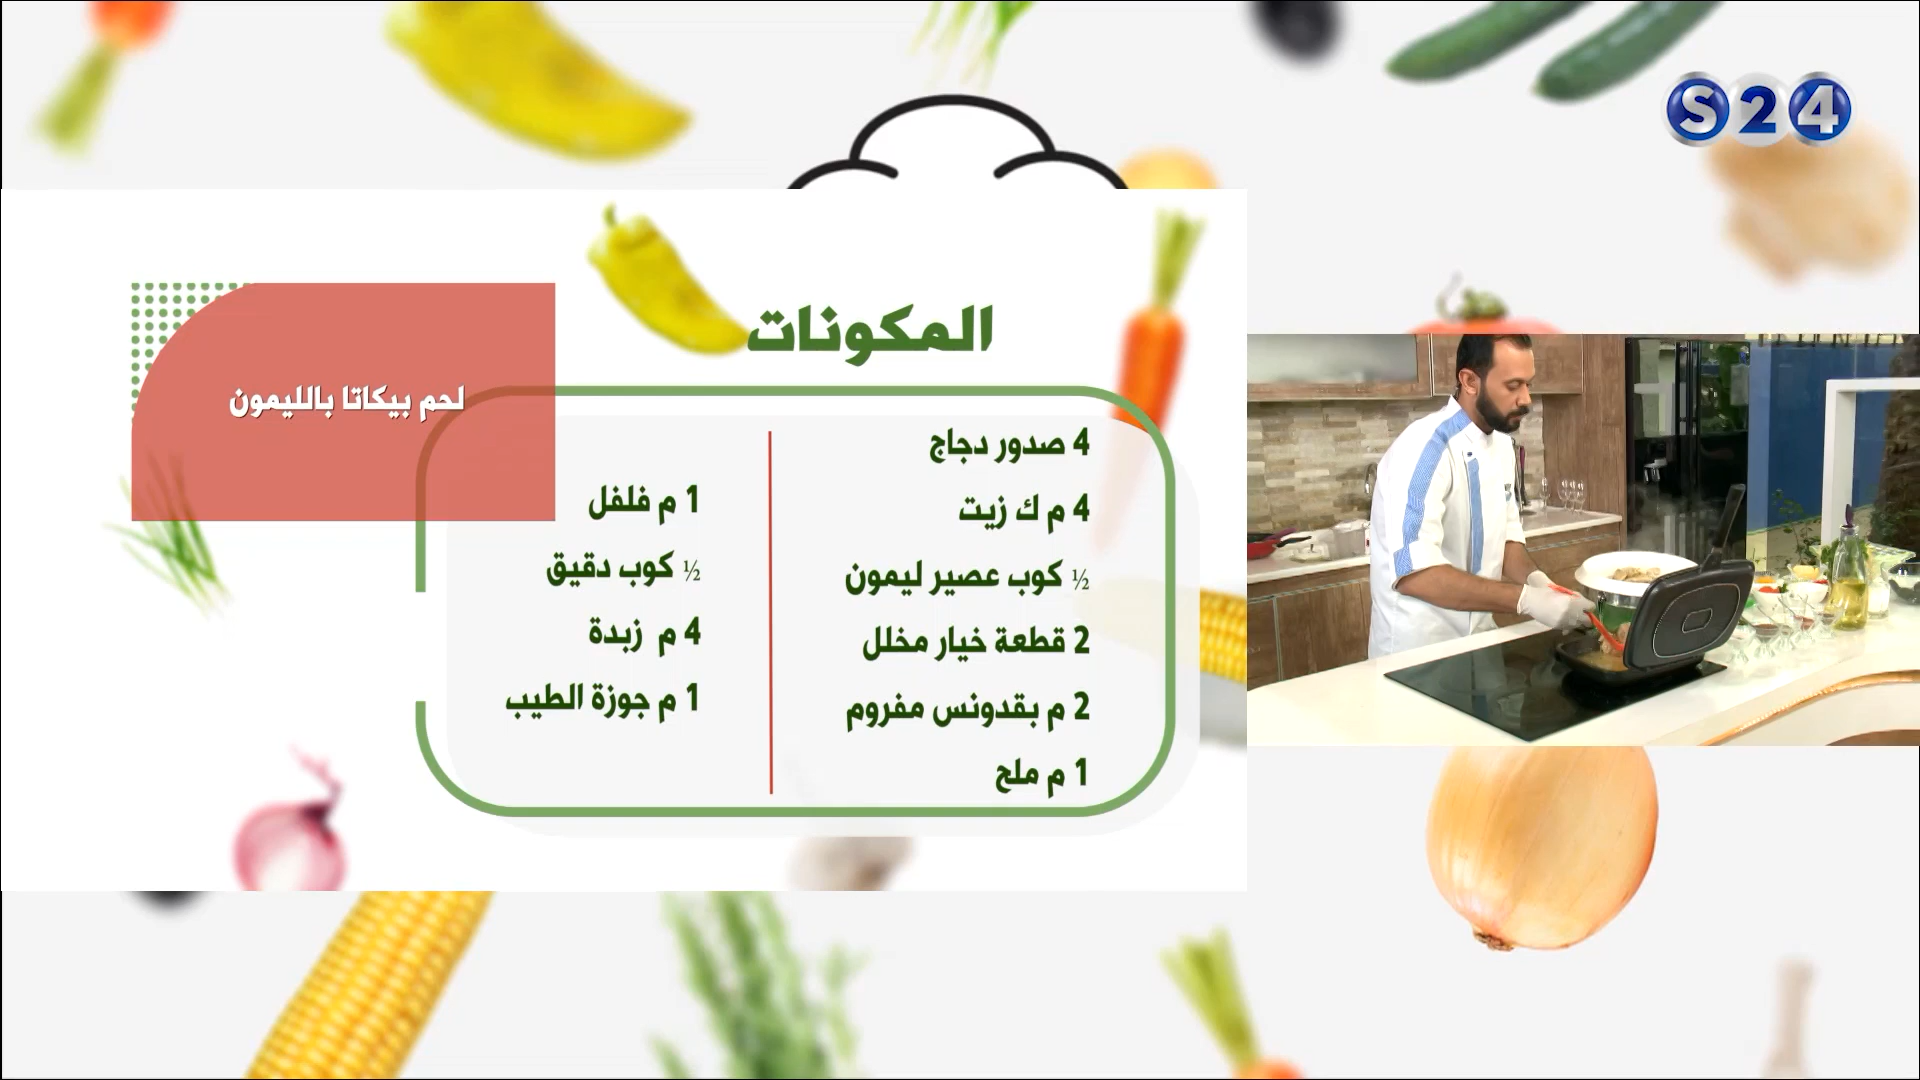 S24
المكونات
لحم بيكاتا بالليمون
4 صدور دجاج
4 م ك زيت
½ كوب عصير ليمون
2 قطعة خيار مخلل
2 م بقدونس مفروم
1 م ملح
1 م فلفل
½ كوب دقيق
4 م زبدة
1 م جوزة الطيب